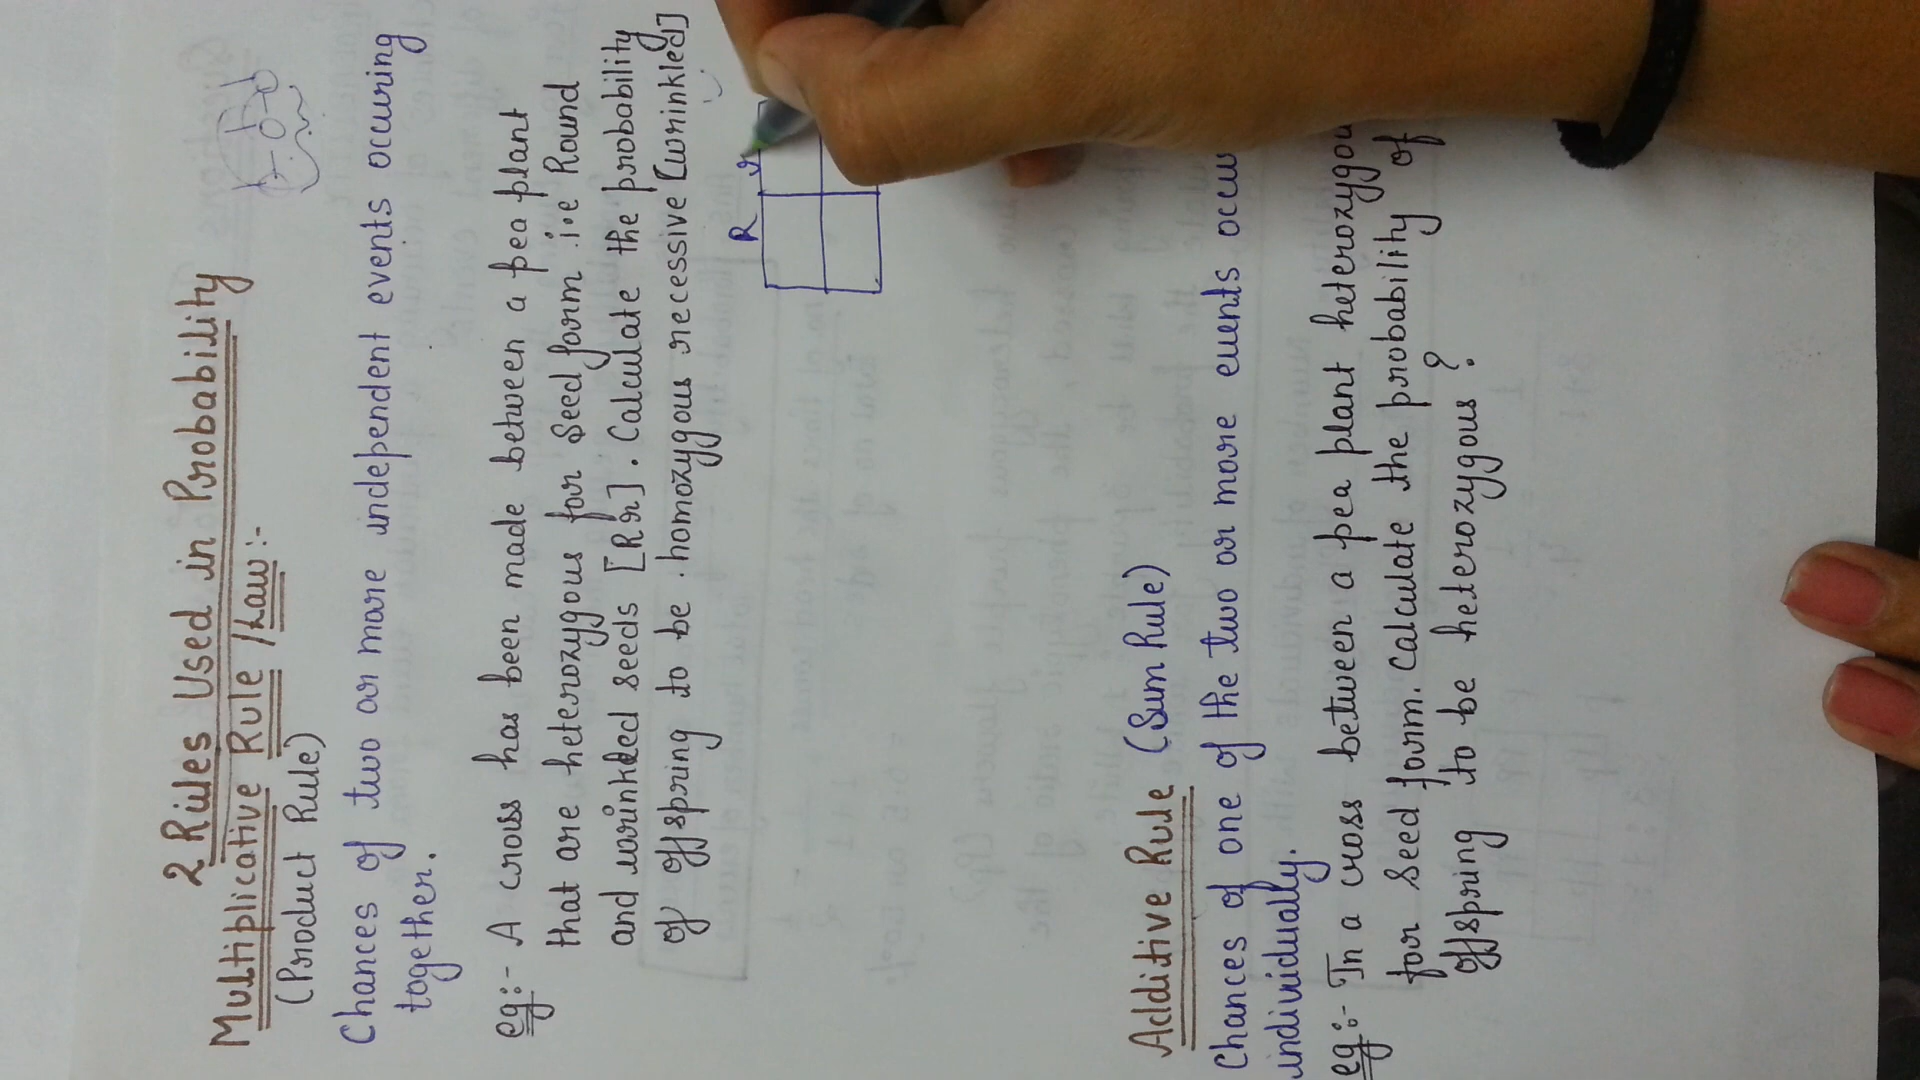 2 Rules Used in Probability
Multiplicative Rule / Law :-
(Product Rule)
Chances of two or more independent events occuring
together.
eg:- A cross has been made between a pea plant
that are heterozygous for Seed form i.e Round
and wrinkled seeds [Rr]. Calculate the probability
of offspring to be homozygous recessive [wrinkled]
R r
Additive Rule (Sum Rule)
Chances of one of the two or more events occu
individually.
eg:- In a cross between a pea plant heterozygou
for Seed form. Calculate the probability of
offspring to be heterozygous ?